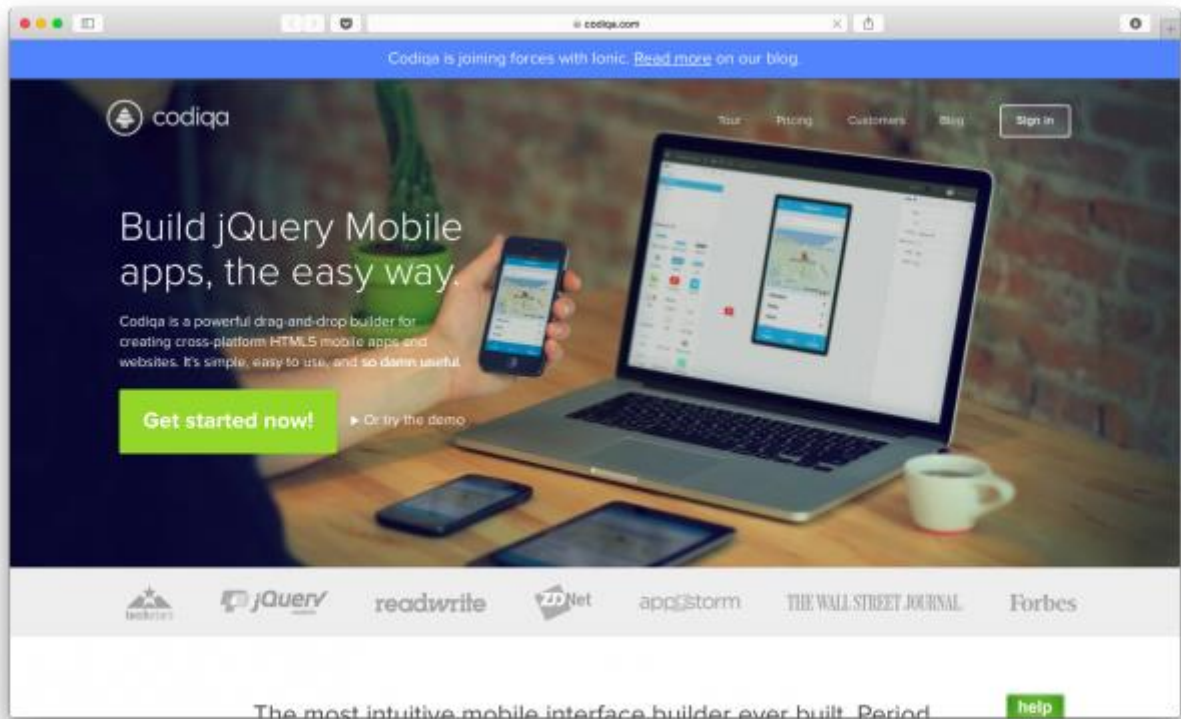 codiqa.com
Codiqa is joining forces with Ionic. Read more on our blog.
codiqa
Tour Pricing Customers Blog Sign in
Build jQuery Mobile
apps, the easy way.
Codiqa is a powerful drag-and-drop builder for
creating cross-platform HTML5 mobile apps and
websites. It's simple, easy to use, and so damn useful.
Get started now!
Or try the demo
techstars jQuery readwrite ZDNet appstorm THE WALL STREET JOURNAL. Forbes
The most intuitive mobile interface builder ever built. Period
help